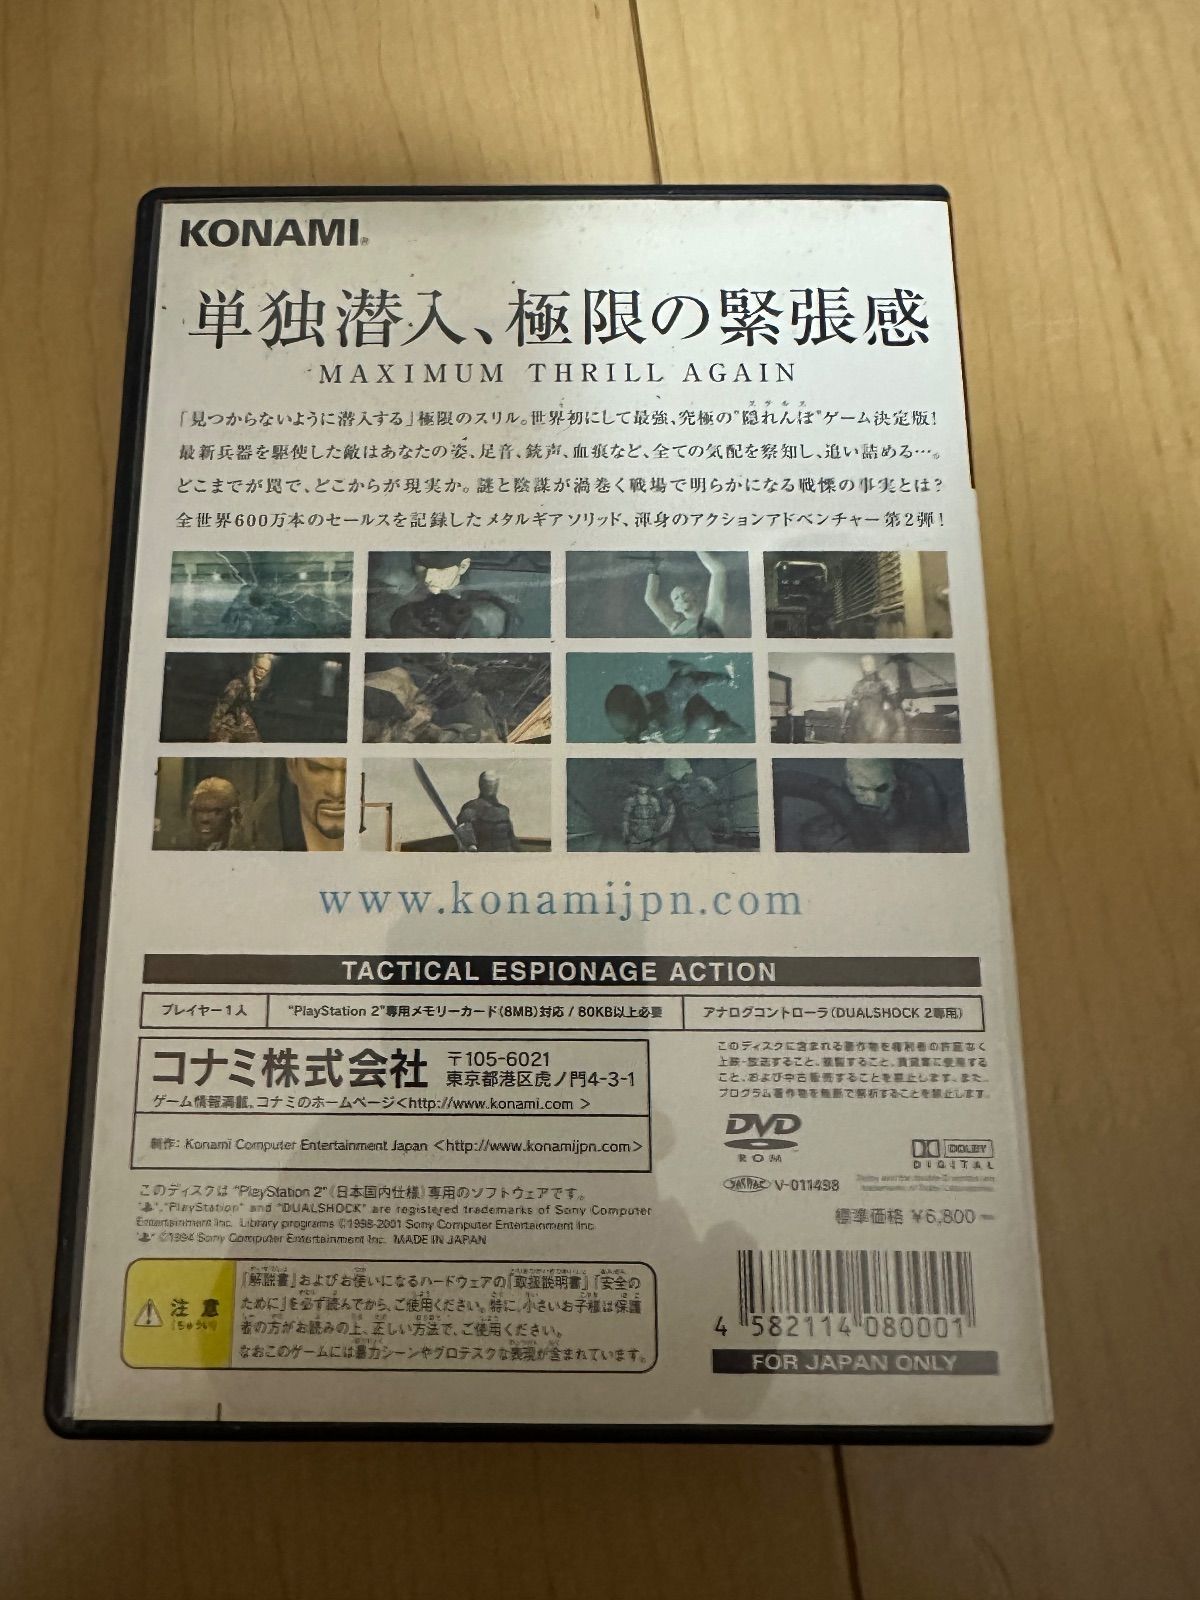 KONAMI
単独潜入、極限の緊張感
MAXIMUM THRILL AGAIN
「見つからないように潜入する」極限のスリル。世界初にして最強、究極の"隠れんぼ"ゲーム決定版!
ステルス
最新兵器を駆使した敵はあなたの姿、足音、銃声、血痕など、全ての気配を察知し、追い詰める…。
どこまでが罠で、どこからが現実か。謎と陰謀が渦巻く戦場で明らかになる戦慄の事実とは?
全世界600万本のセールスを記録したメタルギアソリッド、渾身のアクションアドベンチャー第2弾!
www.konamijpn.com
TACTICAL ESPIONAGE ACTION
プレイヤー1人
"PlayStation 2"専用メモリーカード(8MB)対応 / 80KB以上必要
アナログコントローラ(DUALSHOCK 2専用)
コナミ株式会社
〒105-6021
東京都港区虎ノ門4-3-1
ゲーム情報満載。コナミのホームページ<http://www.konami.com >
制作: Konami Computer Entertainment Japan <http://www.konamijpn.com>
このディスクに含まれる著作物を権利者の許可なく
上映・放送すること、複製すること、賃貸業に使用する
こと、および中古販売することを禁止します。また、
プログラム著作物を無断で解析することを禁止します。
DVD
ROM
DOLBY
DIGITAL
V-011498
標準価格 ¥6,800-
このディスクは "PlayStation 2"(日本国内仕様)専用のソフトウェアです。
"PlayStation" and "DUALSHOCK" are registered trademarks of Sony Computer
Entertainment Inc. Library programs ©1998-2001 Sony Computer Entertainment Inc.
©1994 Sony Computer Entertainment Inc. MADE IN JAPAN
注意
ちゅうい
「解説書」およびお使いになるハードウェアの「取扱説明書」「安全の
ために」を必ず読んでから、ご使用ください。特に、小さいお子様は保護
者の方がお読みの上、正しい方法で、ご使用ください。
なおこのゲームには暴力シーンやグロテスクな表現が含まれています。
4 582114 080001
FOR JAPAN ONLY